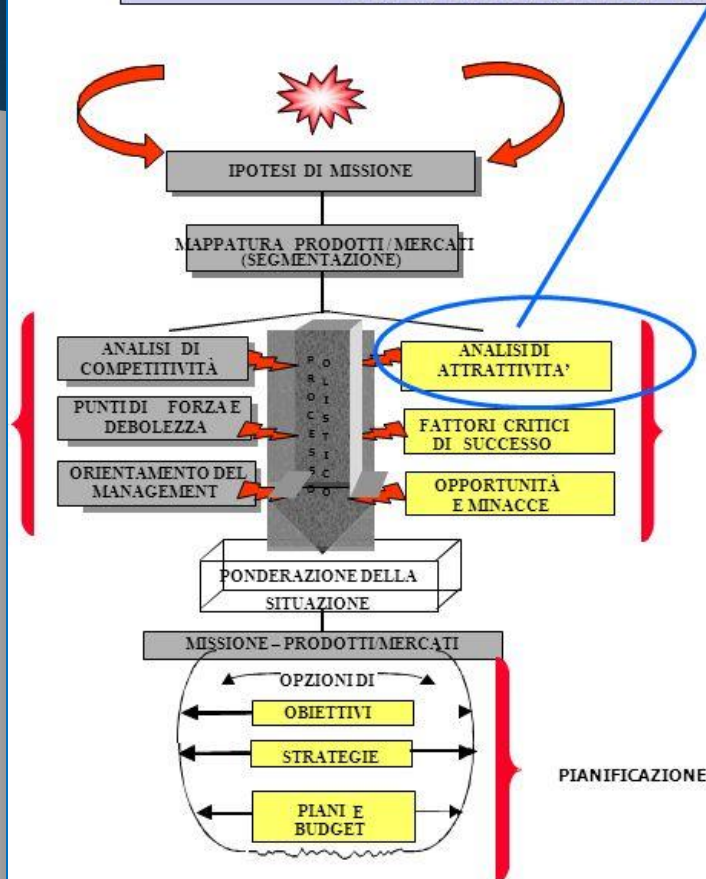 IPOTESI DI MISSIONE
MAPPATURA PRODOTTI / MERCATI
(SEGMENTAZIONE)
ANALISI DI
COMPETITIVITÀ
PUNTI DI FORZA E
DEBOLEZZA
ORIENTAMENTO DEL
MANAGEMENT
PROCESSO
OLISTICO
ANALISI DI
ATTRATTIVITA'
FATTORI CRITICI
DI SUCCESSO
OPPORTUNITÀ
E MINACCE
PONDERAZIONE DELLA
SITUAZIONE
MISSIONE – PRODOTTI/MERCATI
OPZIONI DI
OBIETTIVI
STRATEGIE
PIANI E
BUDGET
PIANIFICAZIONE